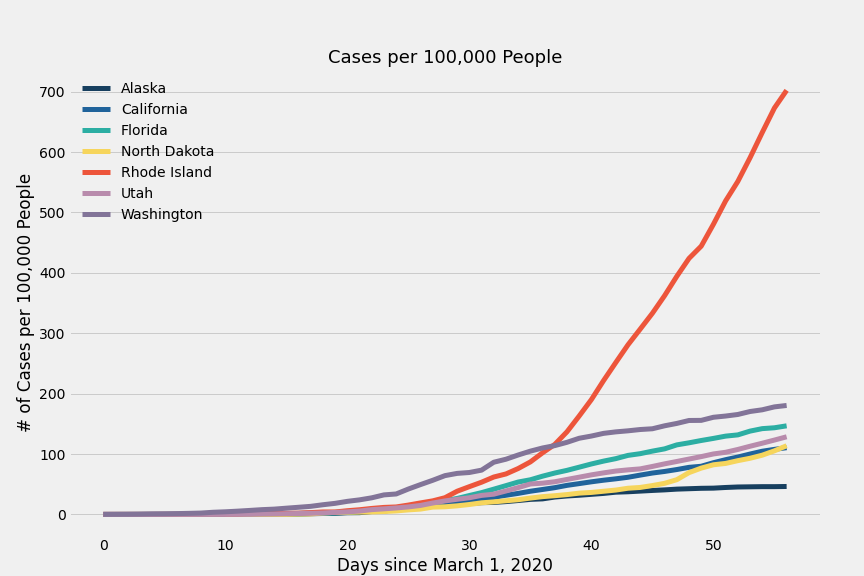 Cases per 100,000 People
Alaska
California
Florida
North Dakota
Rhode Island
Utah
Washington
# of Cases per 100,000 People
700
600
500
400
300
200
100
0
0 10 20 30 40 50
Days since March 1, 2020